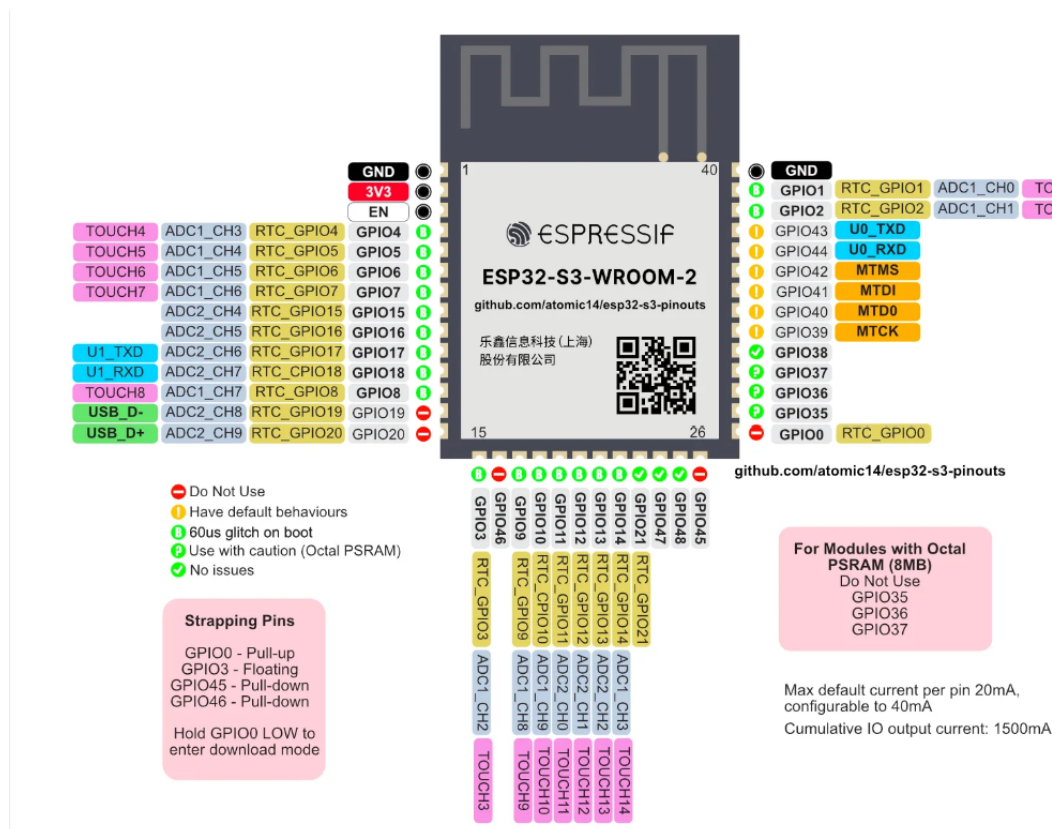 1
40
GND
3V3
EN
TOUCH4 ADC1_CH3 RTC_GPIO4 GPIO4
TOUCH5 ADC1_CH4 RTC_GPIO5 GPIO5
TOUCH6 ADC1_CH5 RTC_GPIO6 GPIO6
TOUCH7 ADC1_CH6 RTC_GPIO7 GPIO7
ADC2_CH4 RTC_GPIO15 GPIO15
ADC2_CH5 RTC_GPIO16 GPIO16
U1_TXD ADC2_CH6 RTC_GPIO17 GPIO17
U1_RXD ADC2_CH7 RTC_CPIO18 GPIO18
TOUCH8 ADC1_CH7 RTC_GPIO8 GPIO8
USB_D- ADC2_CH8 RTC_GPIO19 GPIO19
USB_D+ ADC2_CH9 RTC_GPIO20 GPIO20
ESPRESSIF
ESP32-S3-WROOM-2
github.com/atomic14/esp32-s3-pinouts
乐鑫信息科技(上海)
股份有限公司
15
26
GND
GPIO1 RTC_GPIO1 ADC1_CH0 TO
GPIO2 RTC_GPIO2 ADC1_CH1 TO
GPIO43 U0_TXD
GPIO44 U0_RXD
GPIO42 MTMS
GPIO41 MTDI
GPIO40 MTD0
GPIO39 MTCK
GPIO38
GPIO37
GPIO36
GPIO35
GPIO0 RTC_GPIO0
github.com/atomic14/esp32-s3-pinouts
GPIO3 RTC_GPIO3 ADC1_CH2 TOUCH3
GPIO46
GPIO9 RTC_GPIO9 ADC1_CH8 TOUCH9
GPIO10 RTC_CPIO10 ADC1_CH9 TOUCH10
GPIO11 RTC_GPIO11 ADC2_CH0 TOUCH11
GPIO12 RTC_GPIO12 ADC2_CH1 TOUCH12
GPIO13 RTC_GPIO13 ADC2_CH2 TOUCH13
GPIO14 RTC_GPIO14 ADC1_CH3 TOUCH14
GPIO21 RTC_GPIO21
GPIO47
GPIO48
GPIO45
Do Not Use
Have default behaviours
60us glitch on boot
Use with caution (Octal PSRAM)
No issues
Strapping Pins
GPIO0 - Pull-up
GPIO3 - Floating
GPIO45 - Pull-down
GPIO46 - Pull-down
Hold GPIO0 LOW to
enter download mode
For Modules with Octal
PSRAM (8MB)
Do Not Use
GPIO35
GPIO36
GPIO37
Max default current per pin 20mA,
configurable to 40mA
Cumulative IO output current: 1500mA